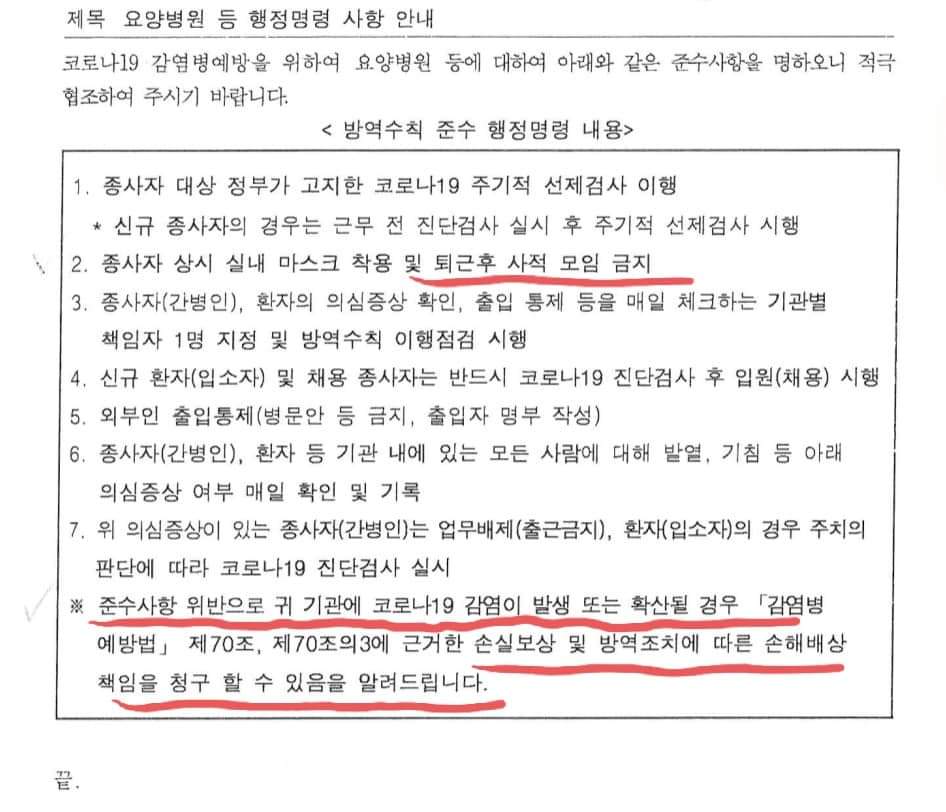 제목 요양병원 등 행정명령 사항 안내
코로나19 감염병예방을 위하여 요양병원 등에 대하여 아래와 같은 준수사항을 명하오니 적극
협조하여 주시기 바랍니다.
< 방역수칙 준수 행정명령 내용>
1. 종사자 대상 정부가 고지한 코로나19 주기적 선제검사 이행
* 신규 종사자의 경우는 근무 전 진단검사 실시 후 주기적 선제검사 시행
2. 종사자 상시 실내 마스크 착용 및 퇴근후 사적 모임 금지
3. 종사자(간병인), 환자의 의심증상 확인, 출입 통제 등을 매일 체크하는 기관별
책임자 1명 지정 및 방역수칙 이행점검 시행
4. 신규 환자(입소자) 및 채용 종사자는 반드시 코로나19 진단검사 후 입원(채용) 시행
5. 외부인 출입통제(병문안 등 금지, 출입자 명부 작성)
6. 종사자(간병인), 환자 등 기관 내에 있는 모든 사람에 대해 발열, 기침 등 아래
의심증상 여부 매일 확인 및 기록
7. 위 의심증상이 있는 종사자(간병인)는 업무배제(출근금지), 환자(입소자)의 경우 주치의
판단에 따라 코로나19 진단검사 실시
※ 준수사항 위반으로 귀 기관에 코로나19 감염이 발생 또는 확산될 경우 「감염병
예방법」 제70조, 제70조의3에 근거한 손실보상 및 방역조치에 따른 손해배상
책임을 청구 할 수 있음을 알려드립니다.
끝.